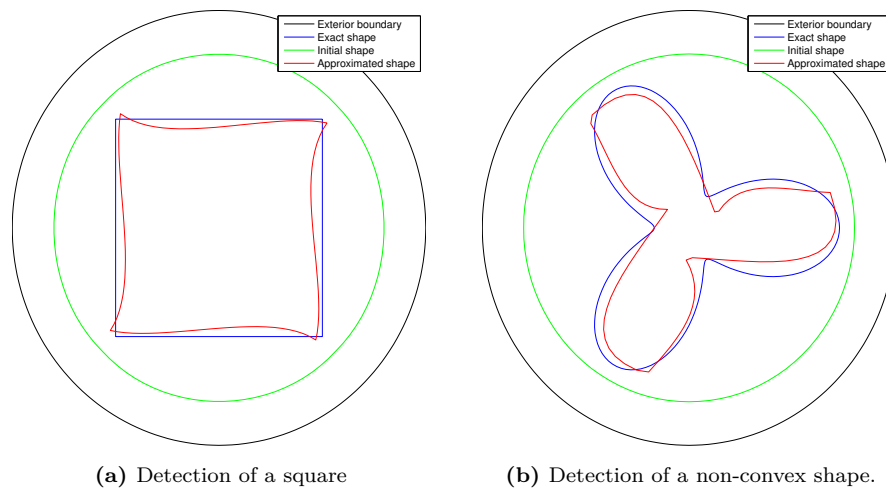 Exterior boundary
Exact shape
Initial shape
Approximated shape
Exterior boundary
Exact shape
Initial shape
Approximated shape
(a) Detection of a square
(b) Detection of a non-convex shape.